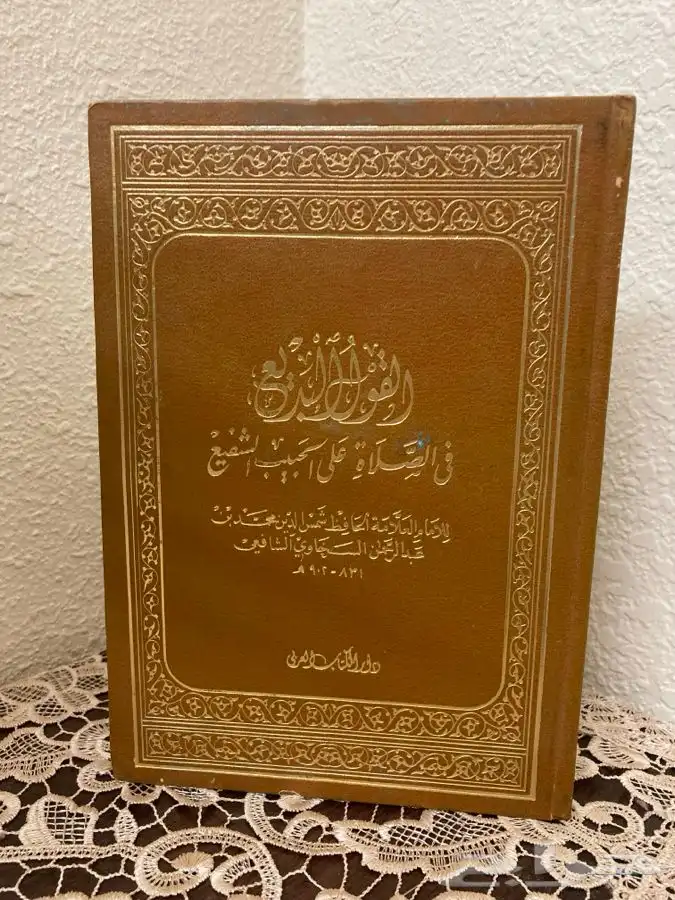 القول البديع
في الصلاة على الحبيب الشفيع
للإمام العلامة الحافظ شمس الدين محمد بن
عبد الرحمن السخاوي الشافعي
٨٣١ - ٩٠٢ هـ
دار الكتاب العربي
حراج